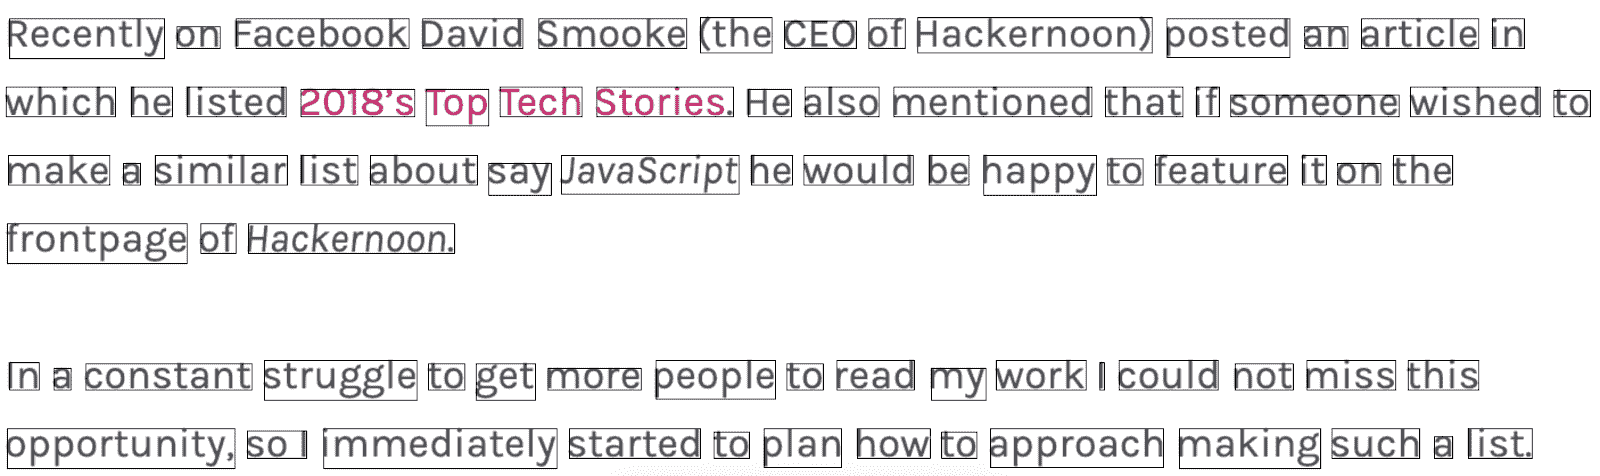 Recently on Facebook David Smooke (the CEO of Hackernoon) posted an article in
which he listed 2018’s Top Tech Stories. He also mentioned that if someone wished to
make a similar list about say JavaScript he would be happy to feature it on the
frontpage of Hackernoon.
In a constant struggle to get more people to read my work I could not miss this
opportunity, so I immediately started to plan how to approach making such a list.